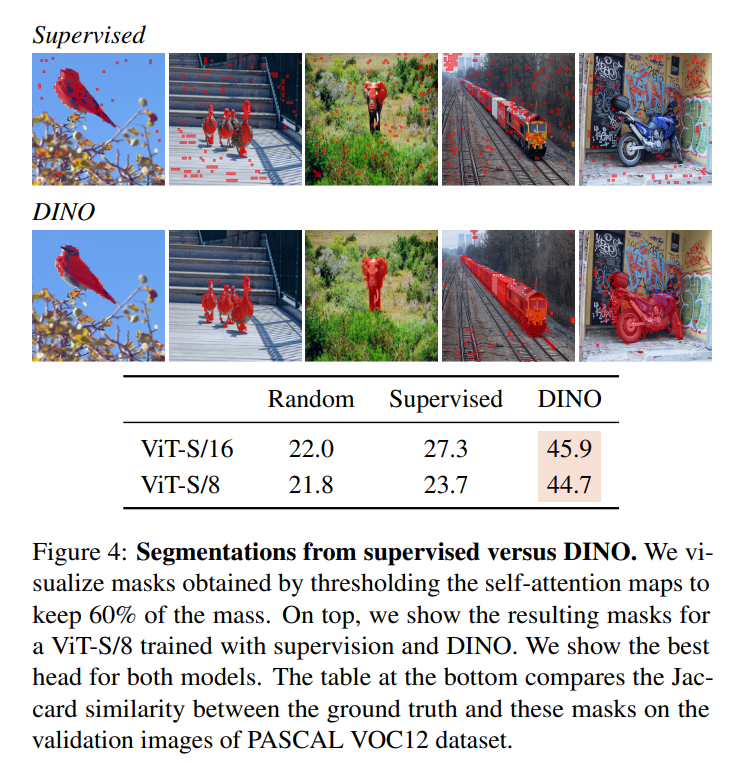 Supervised
DINO
Random Supervised DINO
ViT-S/16 22.0 27.3 45.9
ViT-S/8 21.8 23.7 44.7
Figure 4: Segmentations from supervised versus DINO. We vi-
sualize masks obtained by thresholding the self-attention maps to
keep 60% of the mass. On top, we show the resulting masks for
a ViT-S/8 trained with supervision and DINO. We show the best
head for both models. The table at the bottom compares the Jac-
card similarity between the ground truth and these masks on the
validation images of PASCAL VOC12 dataset.